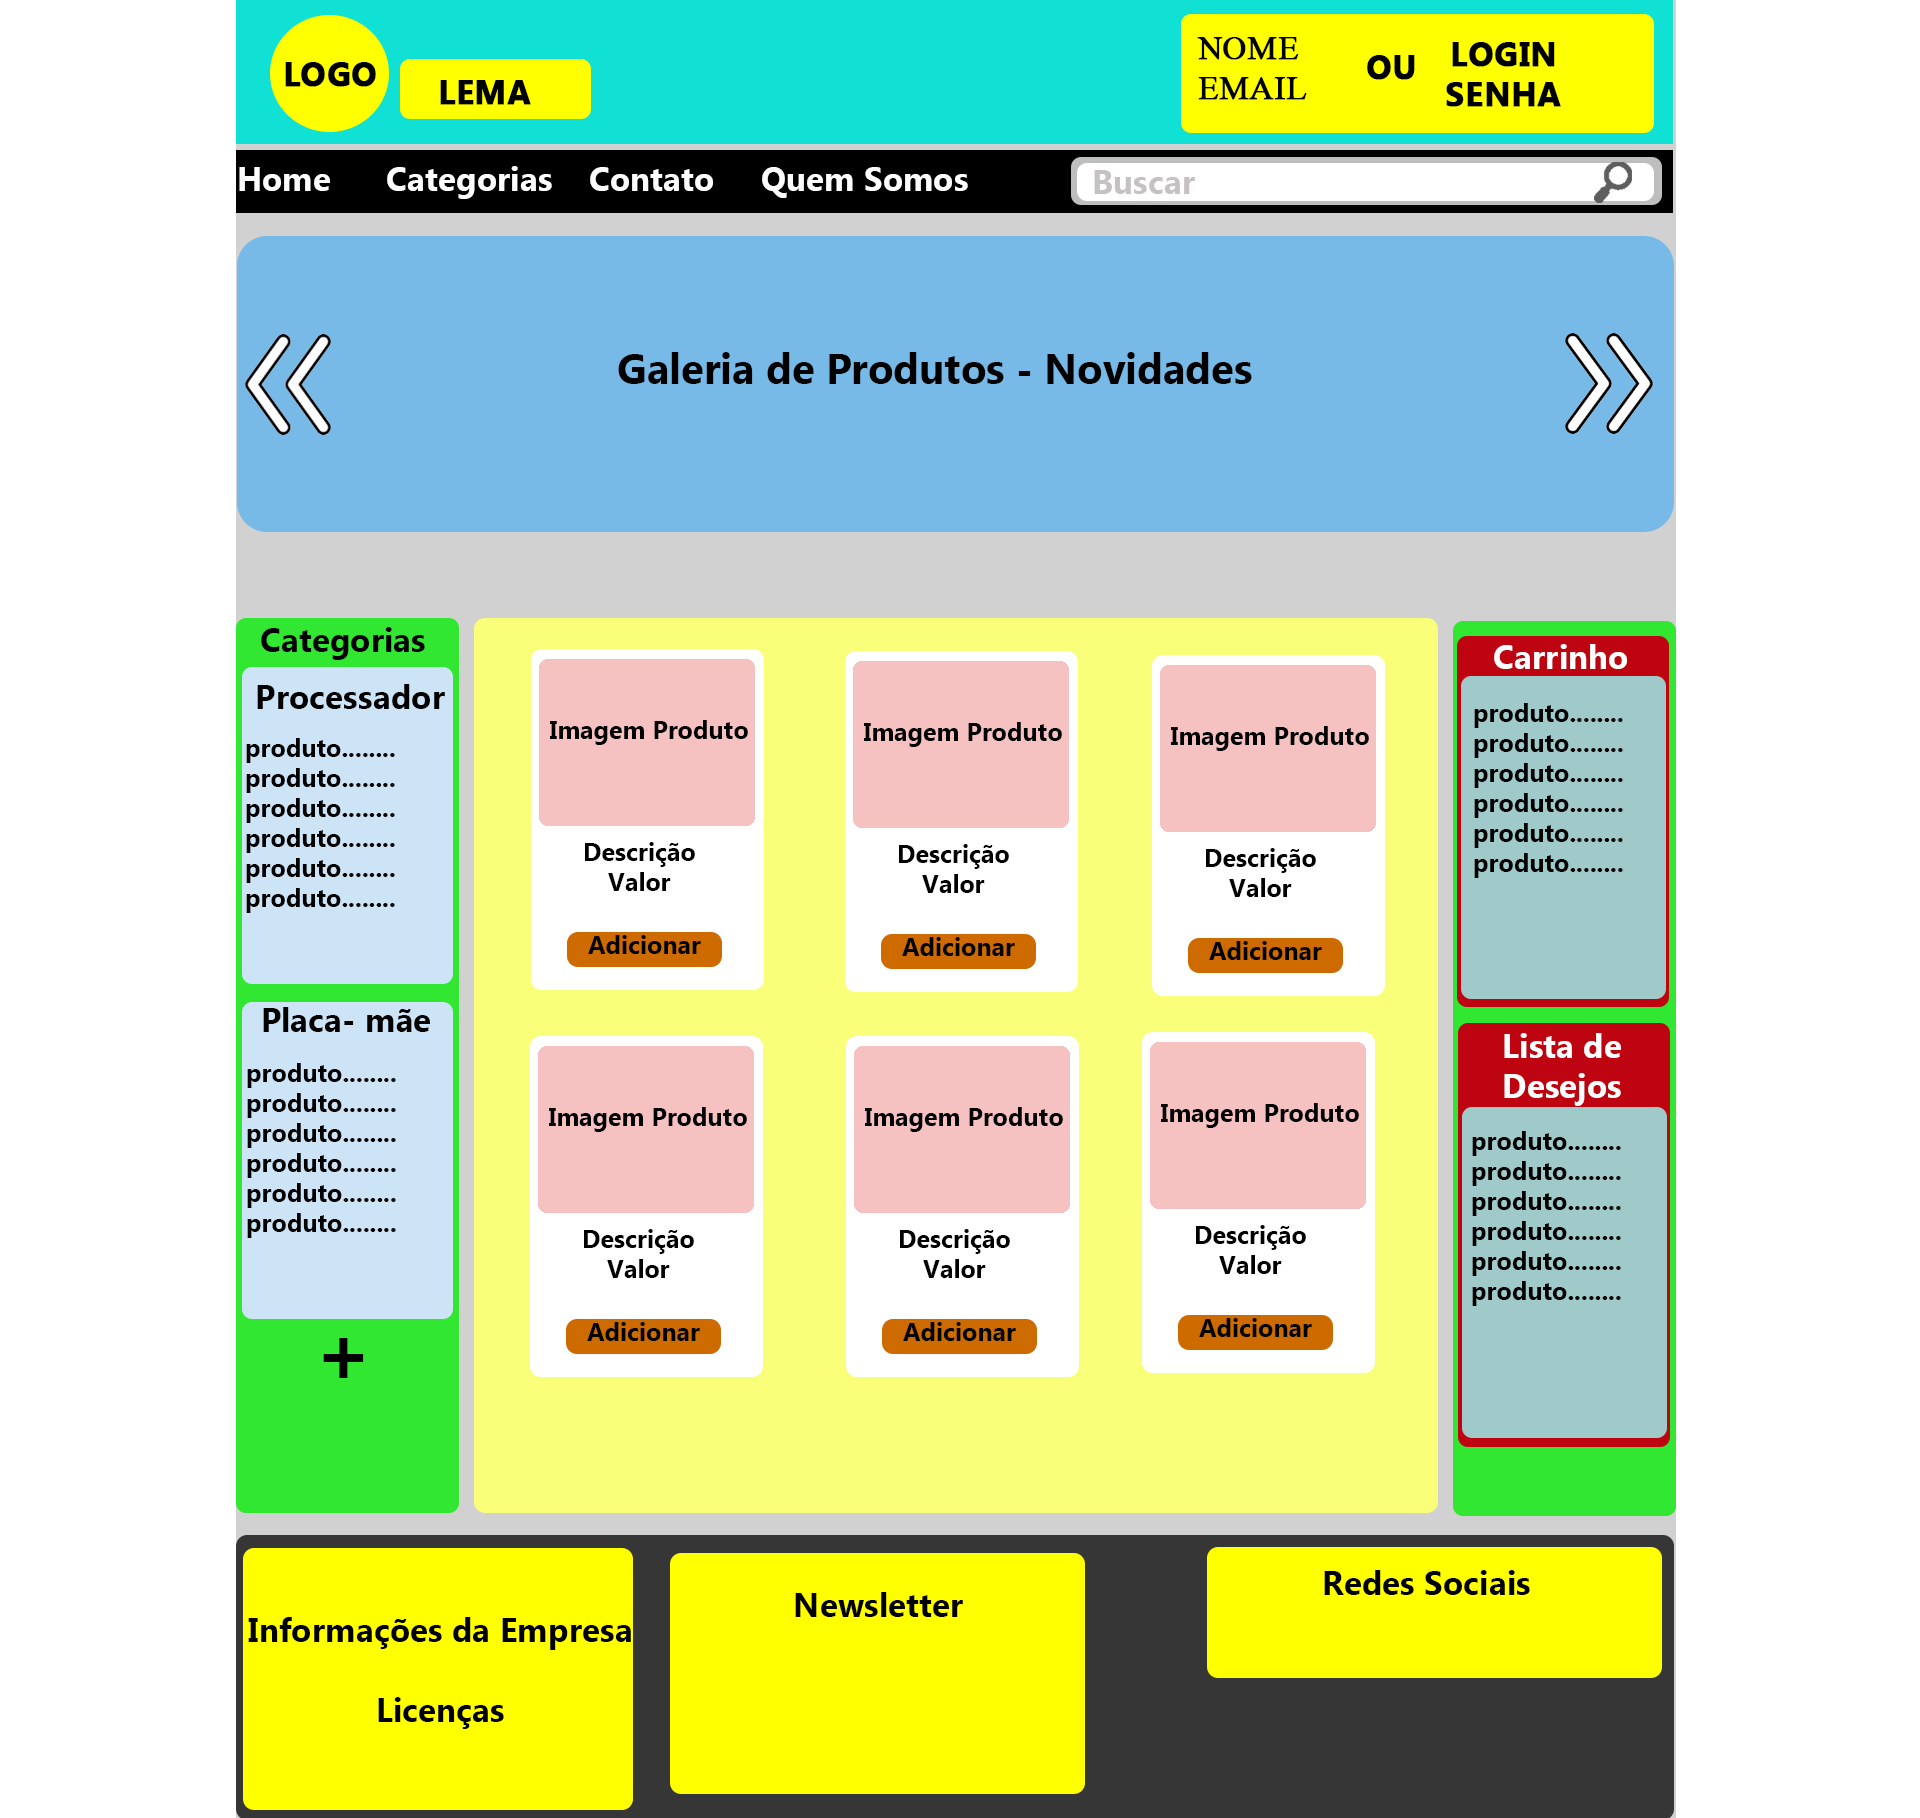 LOGO
LEMA
NOME
EMAIL
OU
LOGIN
SENHA
Home Categorias Contato Quem Somos Buscar
Galeria de Produtos - Novidades
Categorias
Processador
produto........
produto........
produto........
produto........
produto........
produto........
Placa- mãe
produto........
produto........
produto........
produto........
produto........
produto........
+
Imagem Produto
Descrição
Valor
Adicionar
Imagem Produto
Descrição
Valor
Adicionar
Imagem Produto
Descrição
Valor
Adicionar
Imagem Produto
Descrição
Valor
Adicionar
Imagem Produto
Descrição
Valor
Adicionar
Imagem Produto
Descrição
Valor
Adicionar
Carrinho
produto........
produto........
produto........
produto........
produto........
produto........
Lista de
Desejos
produto........
produto........
produto........
produto........
produto........
produto........
Informações da Empresa
Licenças
Newsletter
Redes Sociais